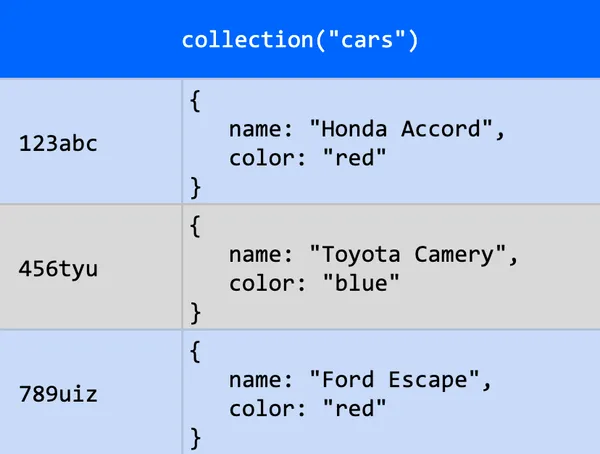 collection("cars")
123abc
{
name: "Honda Accord",
color: "red"
}
456tyu
{
name: "Toyota Camery",
color: "blue"
}
789uiz
{
name: "Ford Escape",
color: "red"
}